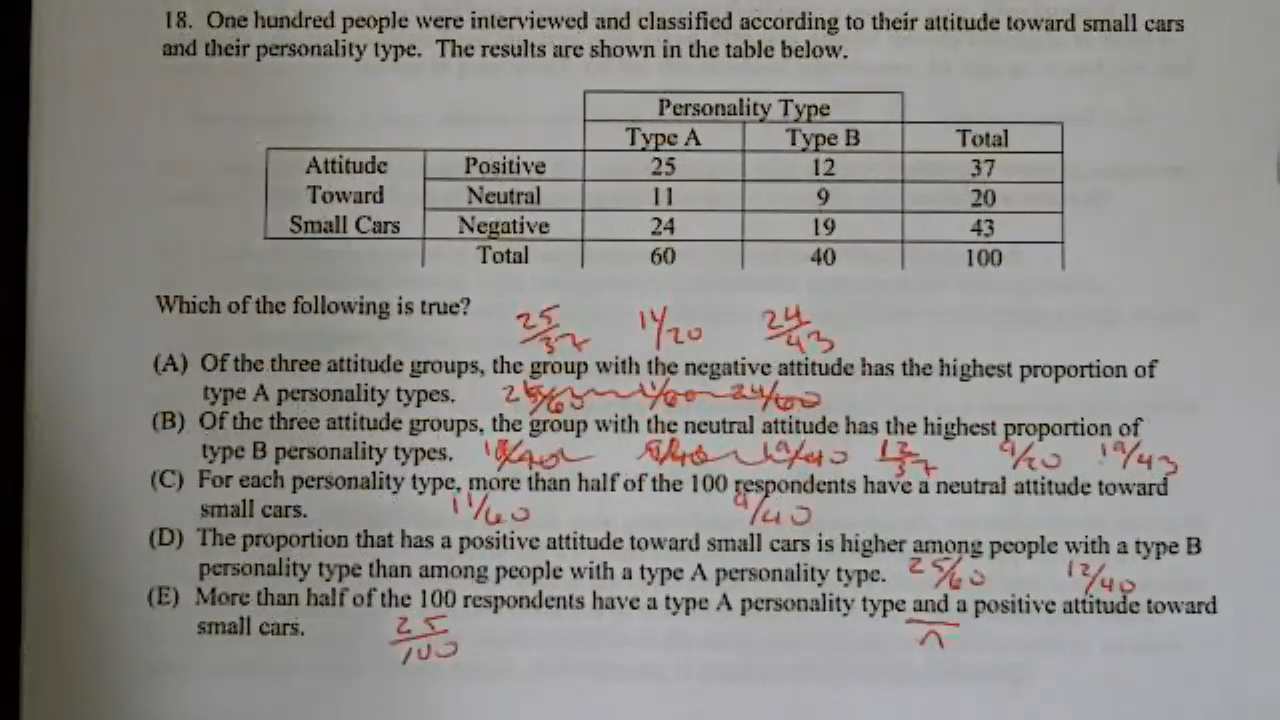 18. One hundred people were interviewed and classified according to their attitude toward small cars
and their personality type. The results are shown in the table below.
Personality Type
Type A Type B Total
Attitude Positive 25 12 37
Toward Neutral 11 9 20
Small Cars Negative 24 19 43
Total 60 40 100
Which of the following is true?
25/37 11/20 24/43
(A) Of the three attitude groups, the group with the negative attitude has the highest proportion of
type A personality types. 25/60 11/60 24/60
(B) Of the three attitude groups, the group with the neutral attitude has the highest proportion of
type B personality types. 19/40 12/37 9/20 19/43
(C) For each personality type, more than half of the 100 respondents have a neutral attitude toward
small cars. 11/60 9/40
(D) The proportion that has a positive attitude toward small cars is higher among people with a type B
personality type than among people with a type A personality type. 25/60 12/40
(E) More than half of the 100 respondents have a type A personality type and a positive attitude toward
small cars. 25/100 ∩